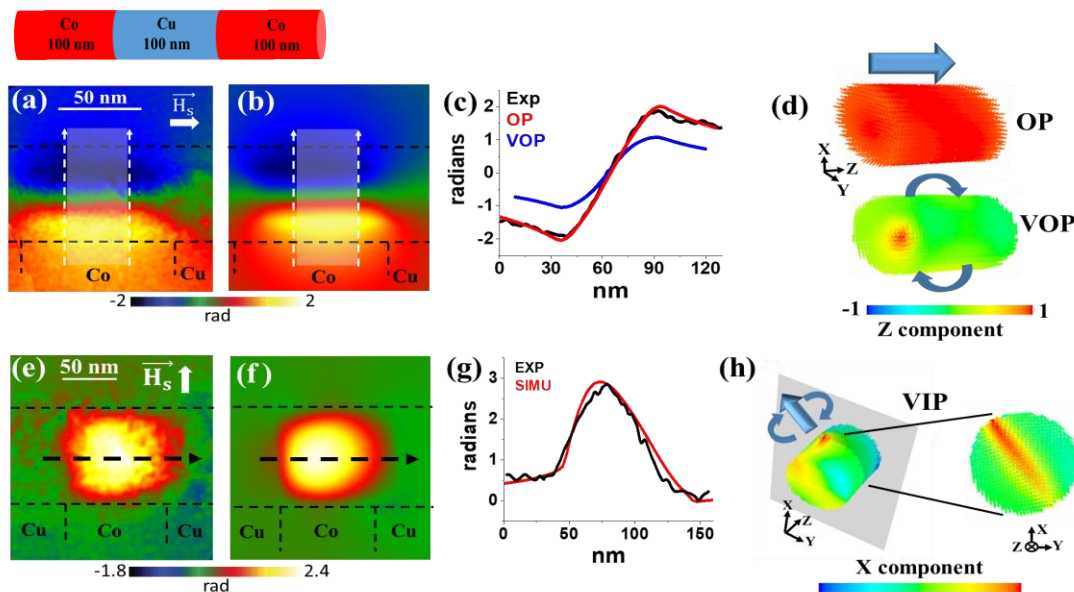 Co Cu Co
100 nm 100 nm 100 nm
(a) 50 nm H_s
Co Cu
-2 2
rad
(b)
Co Cu
(c) Exp
OP
VOP
radians
2
1
0
-1
-2
0 30 60 90 120
nm
(d)
OP
X
Z
Y
VOP
-1 1
Z component
(e) 50 nm H_s
Cu Co Cu
-1.8 2.4
rad
(f)
Cu Co Cu
(g) EXP
SIMU
radians
3
2
1
0
0 50 100 150
nm
(h)
VIP
X
Z
Y
X
Z Y
X component